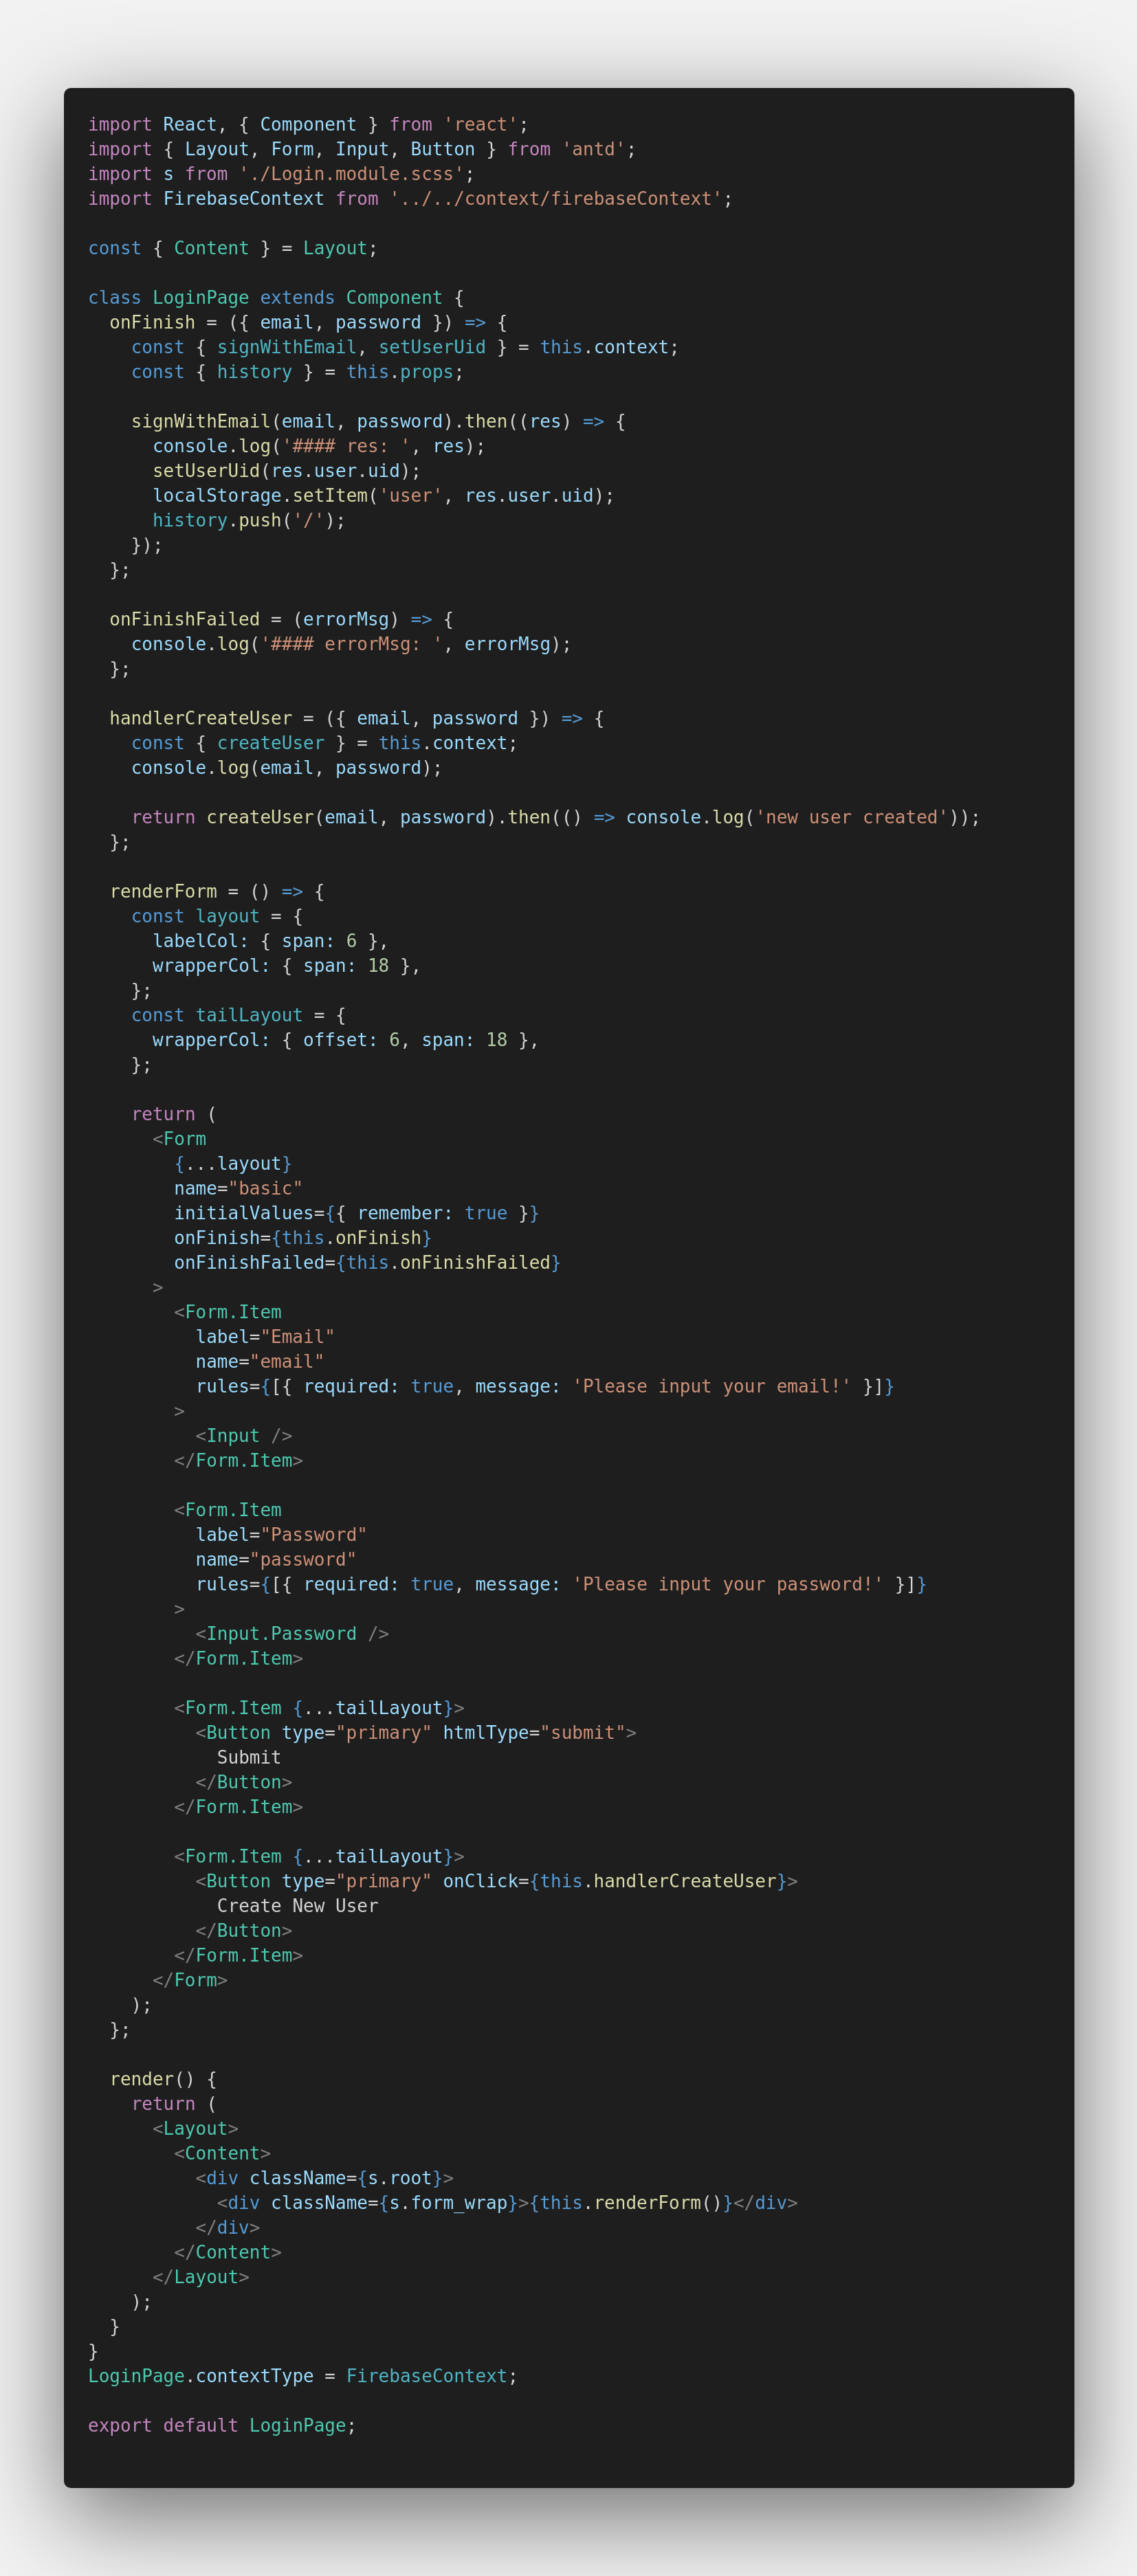 import React, { Component } from 'react';
import { Layout, Form, Input, Button } from 'antd';
import s from './Login.module.scss';
import FirebaseContext from '../../context/firebaseContext';

const { Content } = Layout;

class LoginPage extends Component {
  onFinish = ({ email, password }) => {
    const { signWithEmail, setUserUid } = this.context;
    const { history } = this.props;

    signWithEmail(email, password).then((res) => {
      console.log('#### res: ', res);
      setUserUid(res.user.uid);
      localStorage.setItem('user', res.user.uid);
      history.push('/');
    });
  };

  onFinishFailed = (errorMsg) => {
    console.log('#### errorMsg: ', errorMsg);
  };

  handlerCreateUser = ({ email, password }) => {
    const { createUser } = this.context;
    console.log(email, password);

    return createUser(email, password).then(() => console.log('new user created'));
  };

  renderForm = () => {
    const layout = {
      labelCol: { span: 6 },
      wrapperCol: { span: 18 },
    };
    const tailLayout = {
      wrapperCol: { offset: 6, span: 18 },
    };

    return (
      <Form
        {...layout}
        name="basic"
        initialValues={{ remember: true }}
        onFinish={this.onFinish}
        onFinishFailed={this.onFinishFailed}
      >
        <Form.Item
          label="Email"
          name="email"
          rules={[{ required: true, message: 'Please input your email!' }]}
        >
          <Input />
        </Form.Item>

        <Form.Item
          label="Password"
          name="password"
          rules={[{ required: true, message: 'Please input your password!' }]}
        >
          <Input.Password />
        </Form.Item>

        <Form.Item {...tailLayout}>
          <Button type="primary" htmlType="submit">
            Submit
          </Button>
        </Form.Item>

        <Form.Item {...tailLayout}>
          <Button type="primary" onClick={this.handlerCreateUser}>
            Create New User
          </Button>
        </Form.Item>
      </Form>
    );
  };

  render() {
    return (
      <Layout>
        <Content>
          <div className={s.root}>
            <div className={s.form_wrap}>{this.renderForm()}</div>
          </div>
        </Content>
      </Layout>
    );
  }
}
LoginPage.contextType = FirebaseContext;

export default LoginPage;